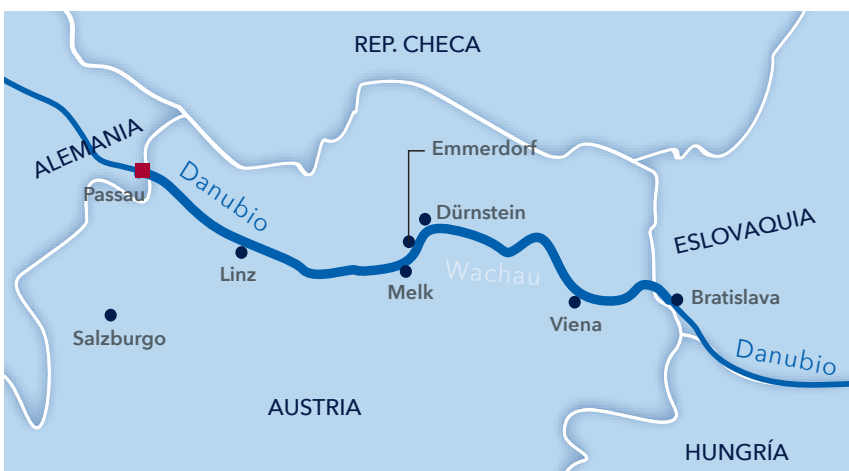 REP. CHECA
ALEMANIA
Emmerdorf
Passau
Danubio
Dürnstein
ESLOVAQUIA
Linz
Wachau
Melk
Bratislava
Viena
Salzburgo
Danubio
AUSTRIA
HUNGRÍA